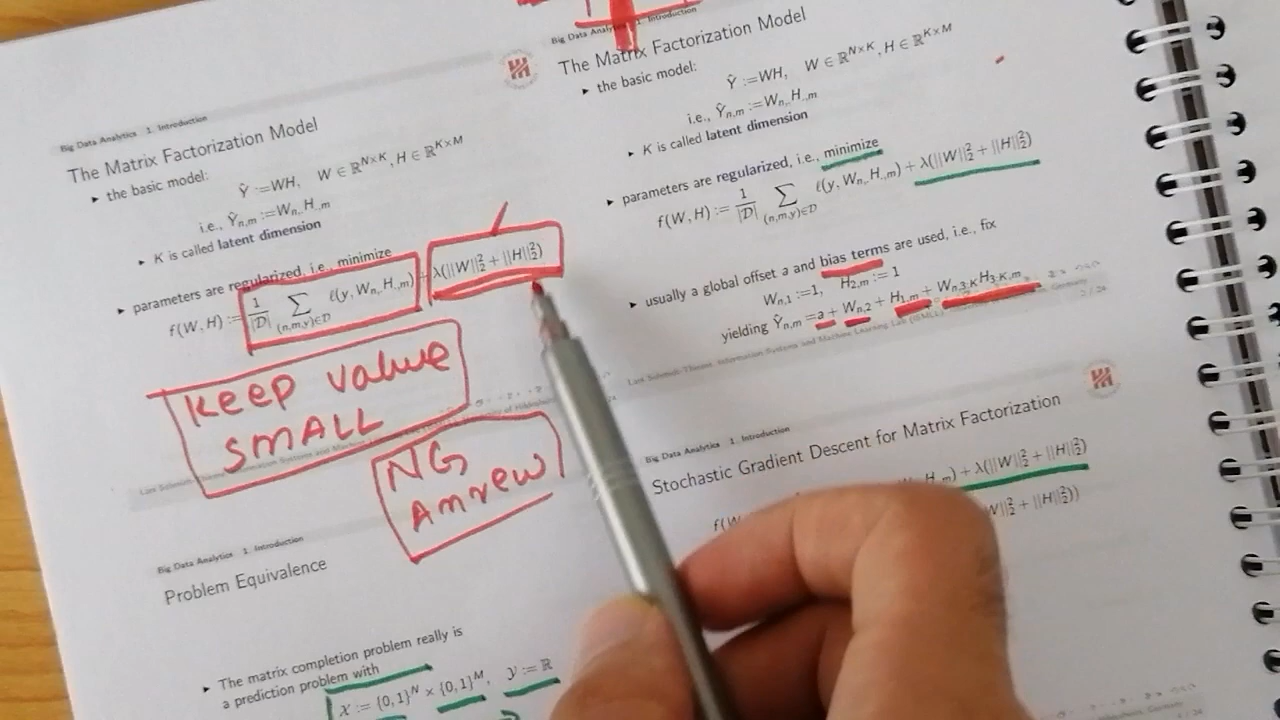 Big Data Analytics 1. Introduction
The Matrix Factorization Model
▸ the basic model:
Ŷ := WH, W ∈ ℝ^{N×K}, H ∈ ℝ^{K×M}
i.e., Ŷ_{n,m} := W_{n,.} H_{.,m}
▸ K is called latent dimension
▸ parameters are regularized, i.e., minimize
f(W, H) := 1/|D| ∑_{(n,m,y)∈D} ℓ(y, W_{n,.} H_{.,m}) + λ(||W||₂² + ||H||₂²)
Keep value
SMALL
NG
Anrew
Big Data Analytics 1. Introduction
Problem Equivalence
▸ The matrix completion problem really is
a prediction problem with
X := {0,1}^N × {0,1}^M, Y := ℝ
Big Data Analytics 1. Introduction
The Matrix Factorization Model
▸ the basic model:
Ŷ := WH, W ∈ ℝ^{N×K}, H ∈ ℝ^{K×M}
i.e., Ŷ_{n,m} := W_{n,.} H_{.,m}
▸ K is called latent dimension
▸ parameters are regularized, i.e., minimize
f(W, H) := 1/|D| ∑_{(n,m,y)∈D} ℓ(y, W_{n,.} H_{.,m}) + λ(||W||₂² + ||H||₂²)
▸ usually a global offset a and bias terms are used, i.e., fix
W_{n,1} := 1, H_{2,m} := 1
yielding Ŷ_{n,m} = a + W_{n,2} + H_{1,m} + W_{n,3:K} H_{3:K,m}
Big Data Analytics 1. Introduction
Stochastic Gradient Descent for Matrix Factorization
H_{.,m}) + λ(||W||₂² + ||H||₂²)
f(W
W||₂² + ||H||₂²))